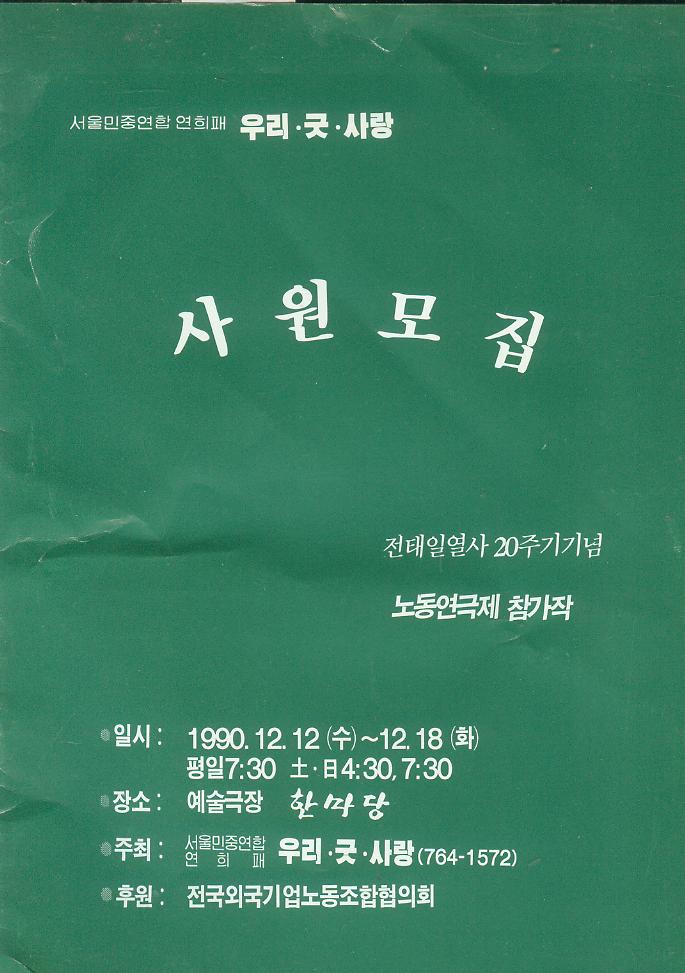 서울민중연합 연희패 우리·굿·사랑
사원모집
전태일열사 20주기기념
노동연극제 참가작
일시: 1990. 12. 12 (수)~12. 18 (화)
평일7:30 土·日4:30, 7:30
장소: 예술극장 한마당
주최: 서울민중연합 연희패 우리·굿·사랑(764-1572)
후원: 전국외국기업노동조합협의회